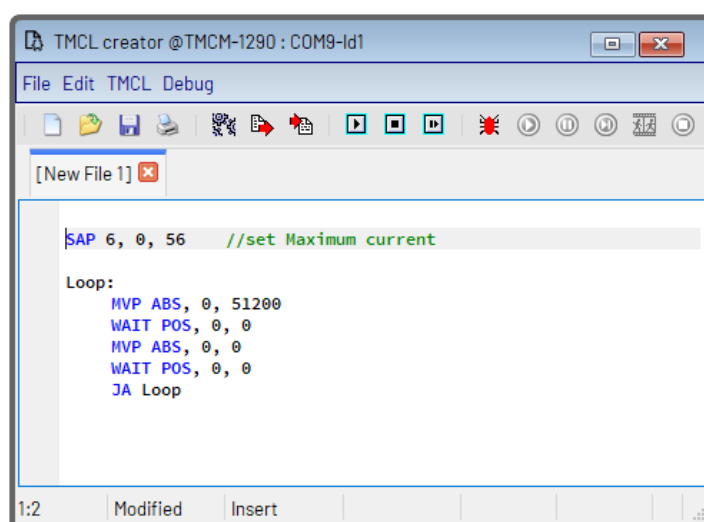 TMCL creator @TMCM-1290 : COM9-Id1
File Edit TMCL Debug
[New File 1]
SAP 6, 0, 56 //set Maximum current
Loop:
MVP ABS, 0, 51200
WAIT POS, 0, 0
MVP ABS, 0, 0
WAIT POS, 0, 0
JA Loop
1:2 Modified Insert